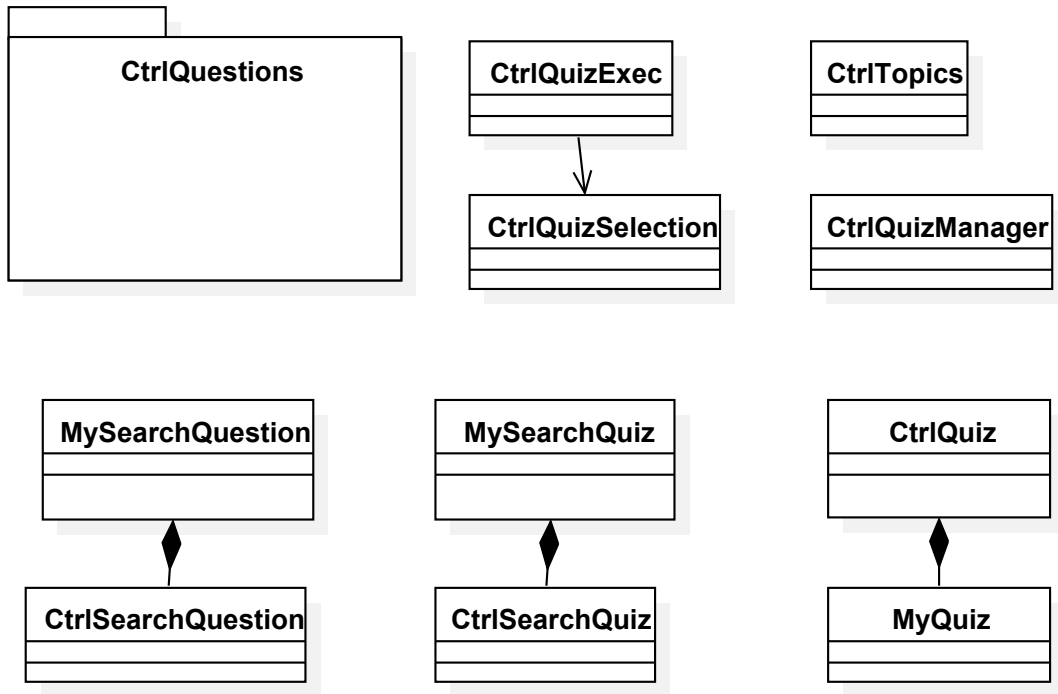 CtrlQuestions
CtrlQuizExec
CtrlTopics
CtrlQuizSelection
CtrlQuizManager
MySearchQuestion
MySearchQuiz
CtrlQuiz
CtrlSearchQuestion
CtrlSearchQuiz
MyQuiz